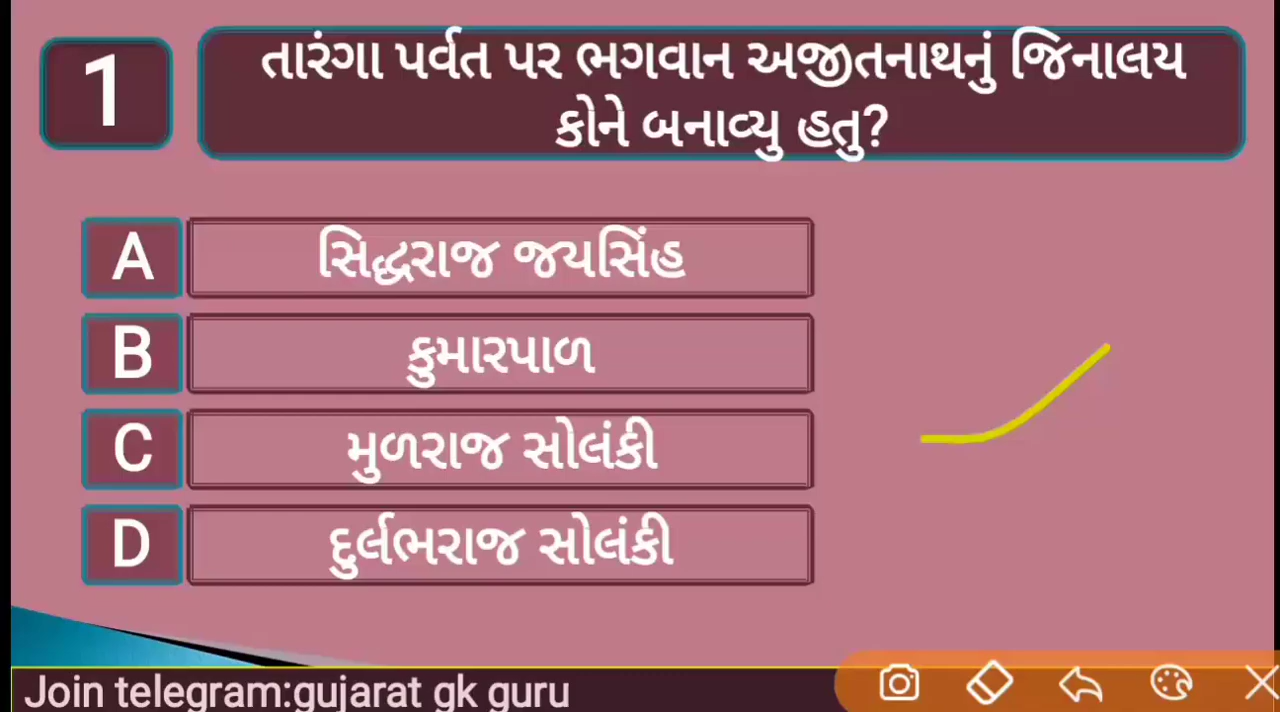 1
તારંગા પર્વત પર ભગવાન અજીતનાથનું જિનાલય
કોને બનાવ્યુ હતુ?
A સિદ્ધરાજ જયસિંહ
B કુમારપાળ
C મુળરાજ સોલંકી
D દુર્લભરાજ સોલંકી
Join telegram:gujarat gk guru